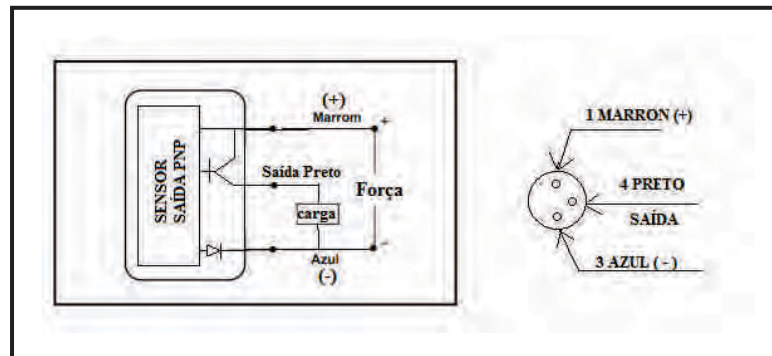 (+)
Marrom
+
SENSOR
SAÍDA PNP
Saída Preto
Força
carga
-
Azul
(-)
1 MARRON (+)
4 PRETO
SAÍDA
3 AZUL ( - )